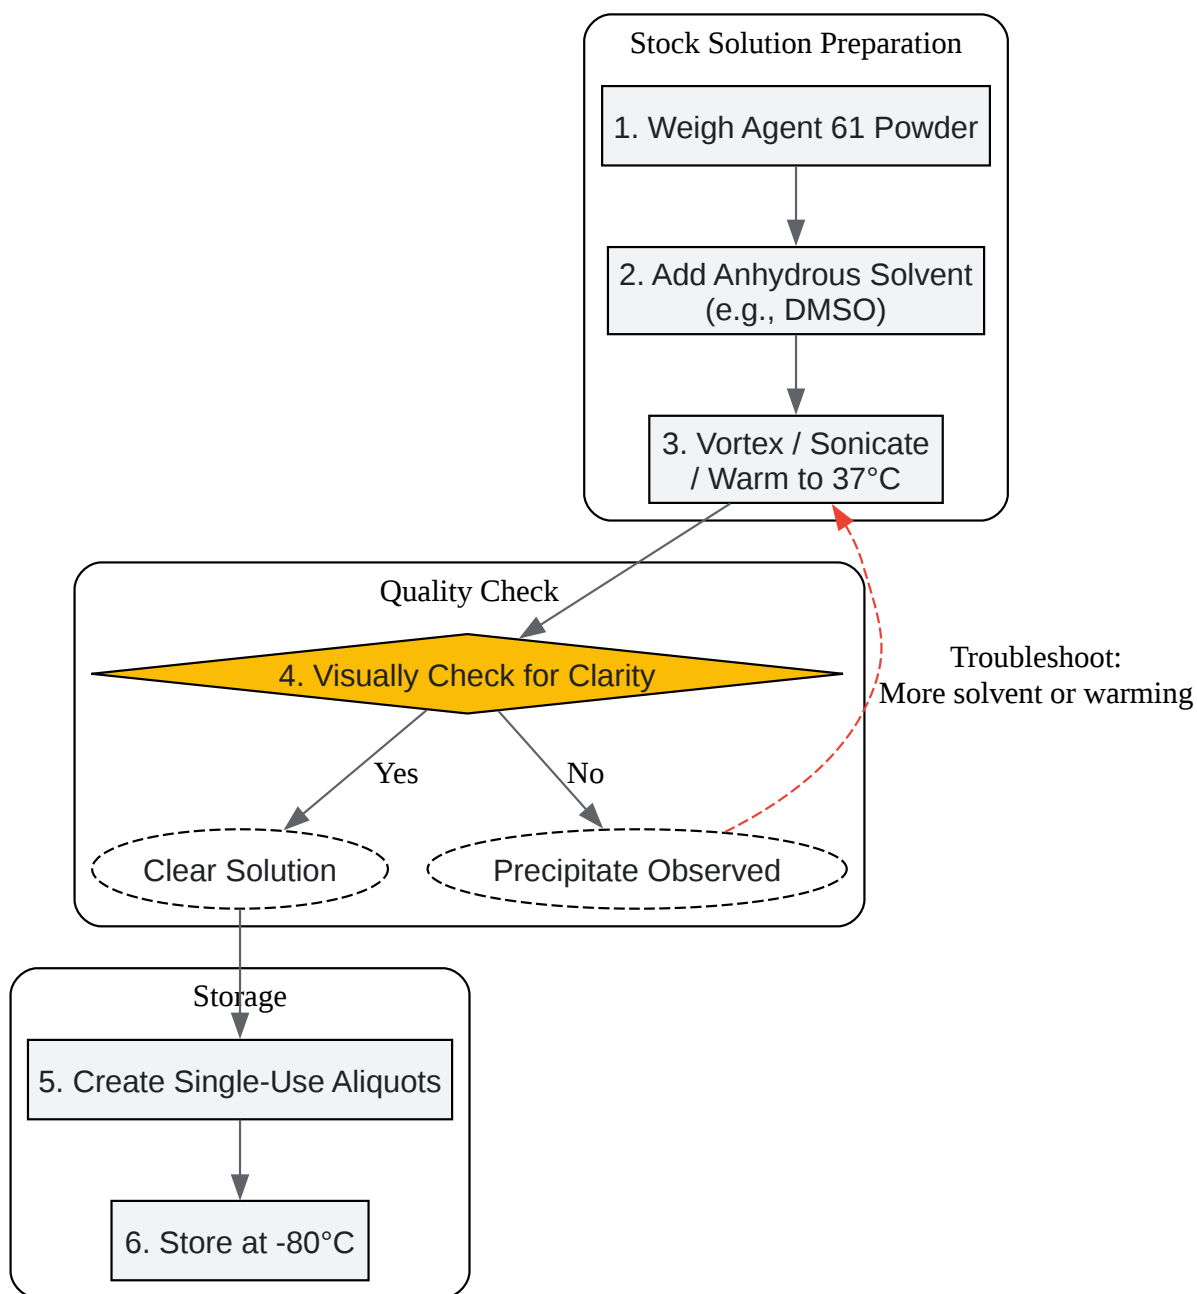 Stock Solution Preparation
1. Weigh Agent 61 Powder
2. Add Anhydrous Solvent
(e.g., DMSO)
3. Vortex / Sonicate
/ Warm to 37°C
Quality Check
4. Visually Check for Clarity
Troubleshoot:
More solvent or warming
Yes
No
Clear Solution
Precipitate Observed
Storage
5. Create Single-Use Aliquots
6. Store at -80°C